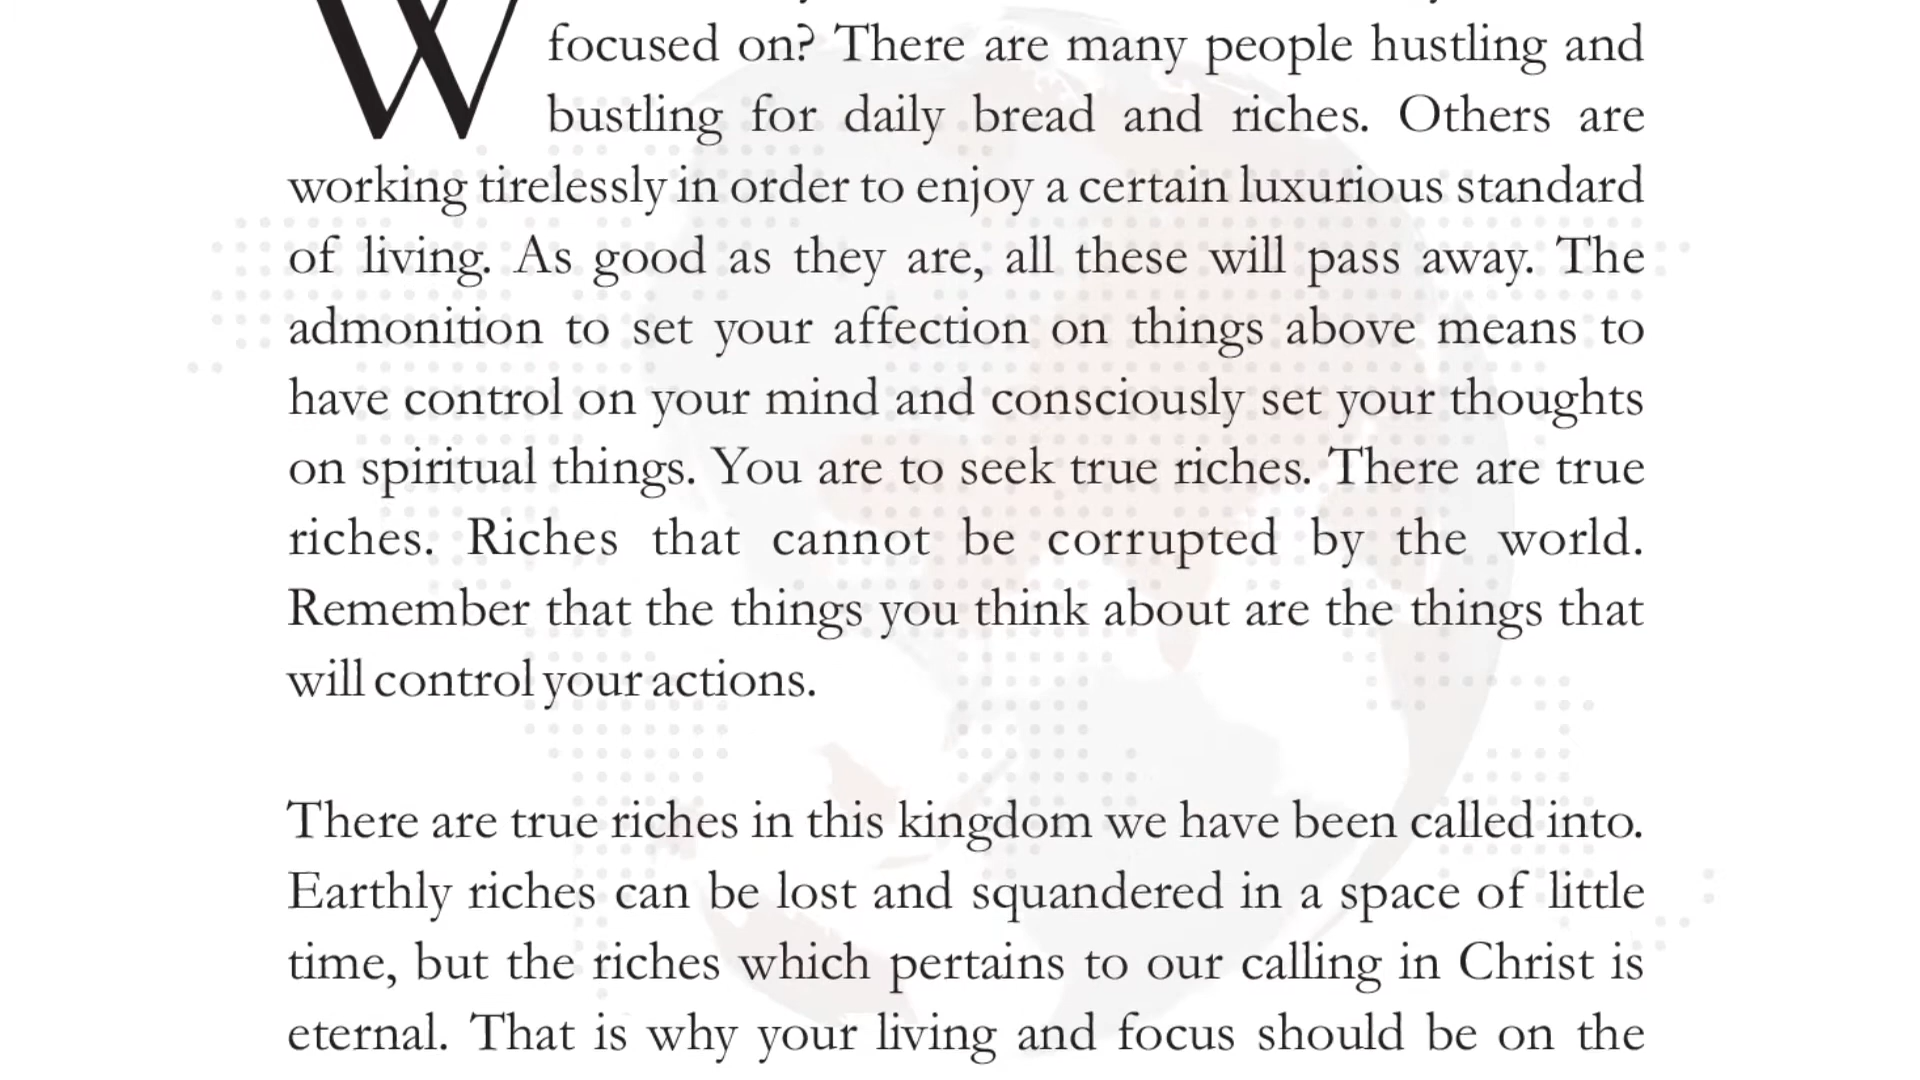 W
focused on? There are many people hustling and
bustling for daily bread and riches. Others are
working tirelessly in order to enjoy a certain luxurious standard
of living. As good as they are, all these will pass away. The
admonition to set your affection on things above means to
have control on your mind and consciously set your thoughts
on spiritual things. You are to seek true riches. There are true
riches. Riches that cannot be corrupted by the world.
Remember that the things you think about are the things that
will control your actions.
There are true riches in this kingdom we have been called into.
Earthly riches can be lost and squandered in a space of little
time, but the riches which pertains to our calling in Christ is
eternal. That is why your living and focus should be on the